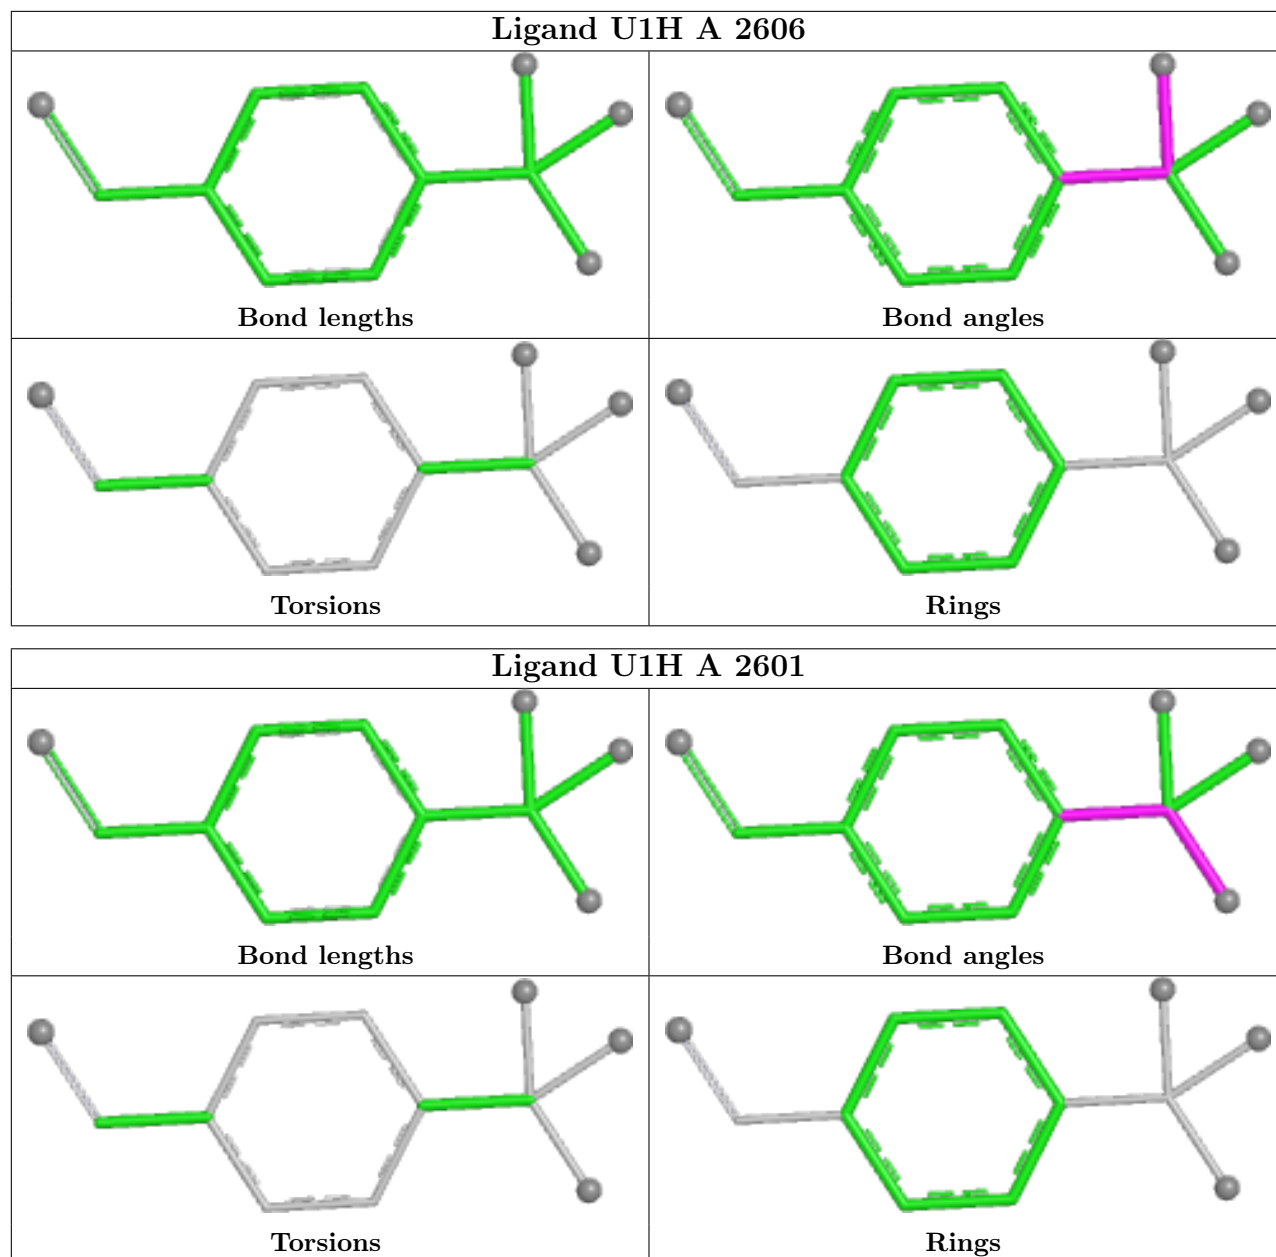 Ligand U1H A 2606
Bond lengths
Bond angles
Torsions
Rings
Ligand U1H A 2601
Bond lengths
Bond angles
Torsions
Rings